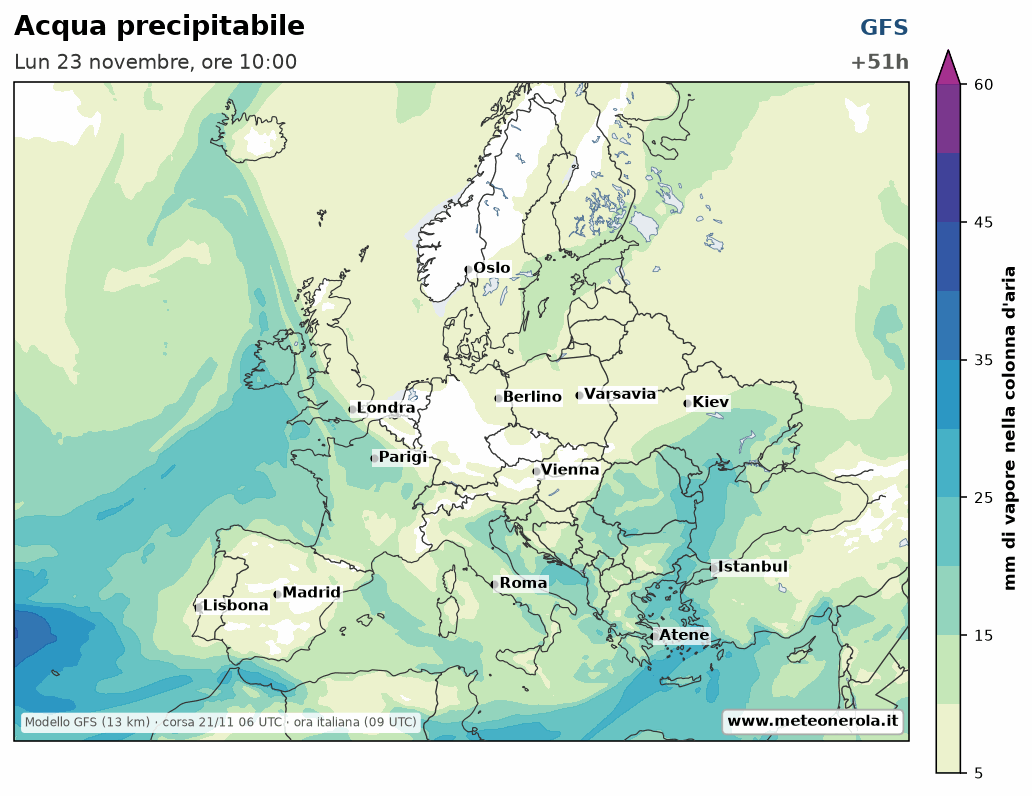 Acqua precipitabile
GFS
Lun 23 novembre, ore 10:00
+51h
60
45
35
25
15
5
mm di vapore nella colonna d'aria
Oslo
Londra
Berlino
Varsavia
Kiev
Parigi
Vienna
Istanbul
Roma
Madrid
Lisbona
Atene
Modello GFS (13 km) · corsa 21/11 06 UTC · ora italiana (09 UTC)
www.meteonerola.it